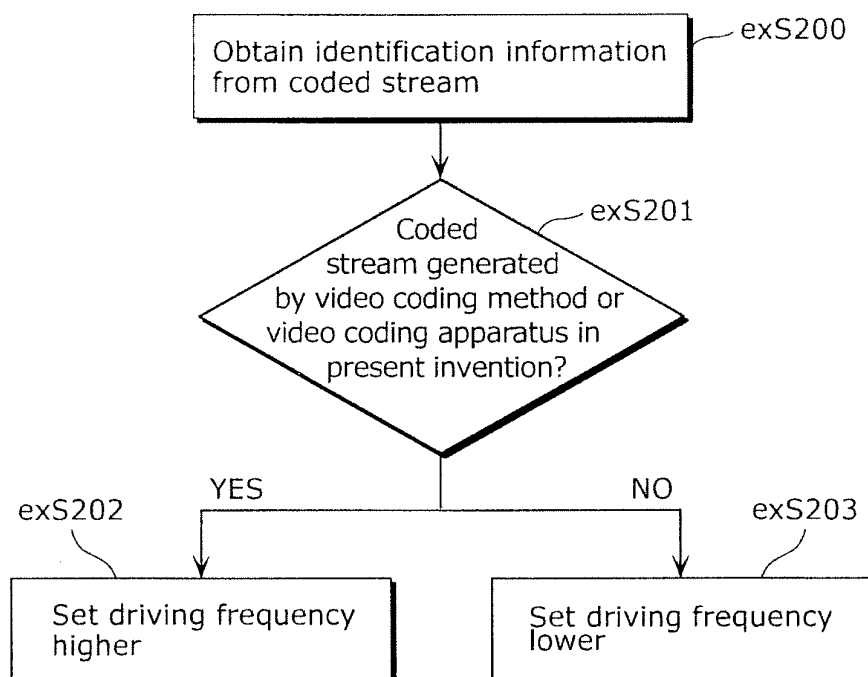 exS200
Obtain identification information
from coded stream
exS201
Coded
stream generated
by video coding method or
video coding apparatus in
present invention?
YES
NO
exS202
exS203
Set driving frequency
higher
Set driving frequency
lower